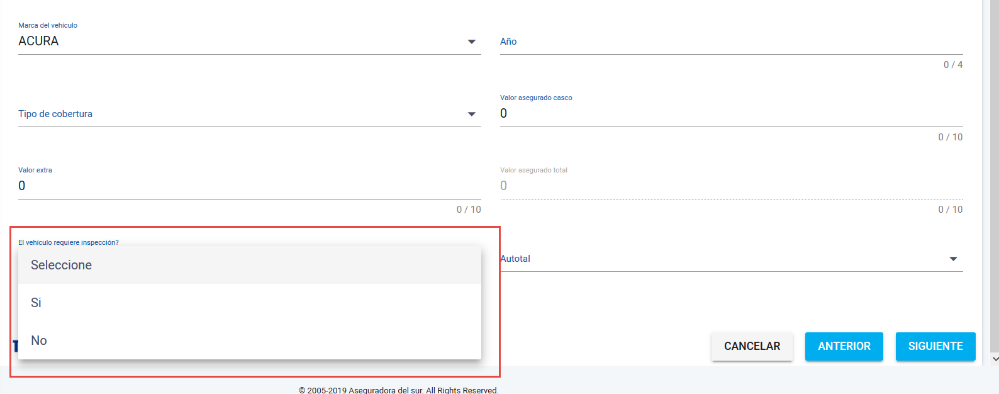 Marca del vehículo
ACURA
Año
0 / 4
Tipo de cobertura
Valor asegurado casco
0
0 / 10
Valor extra
0
0 / 10
Valor asegurado total
0
0 / 10
El vehículo requiere inspección?
Seleccione
Si
No
Autotal
CANCELAR
ANTERIOR
SIGUIENTE
© 2005-2019 Aseguradora del sur. All Rights Reserved.